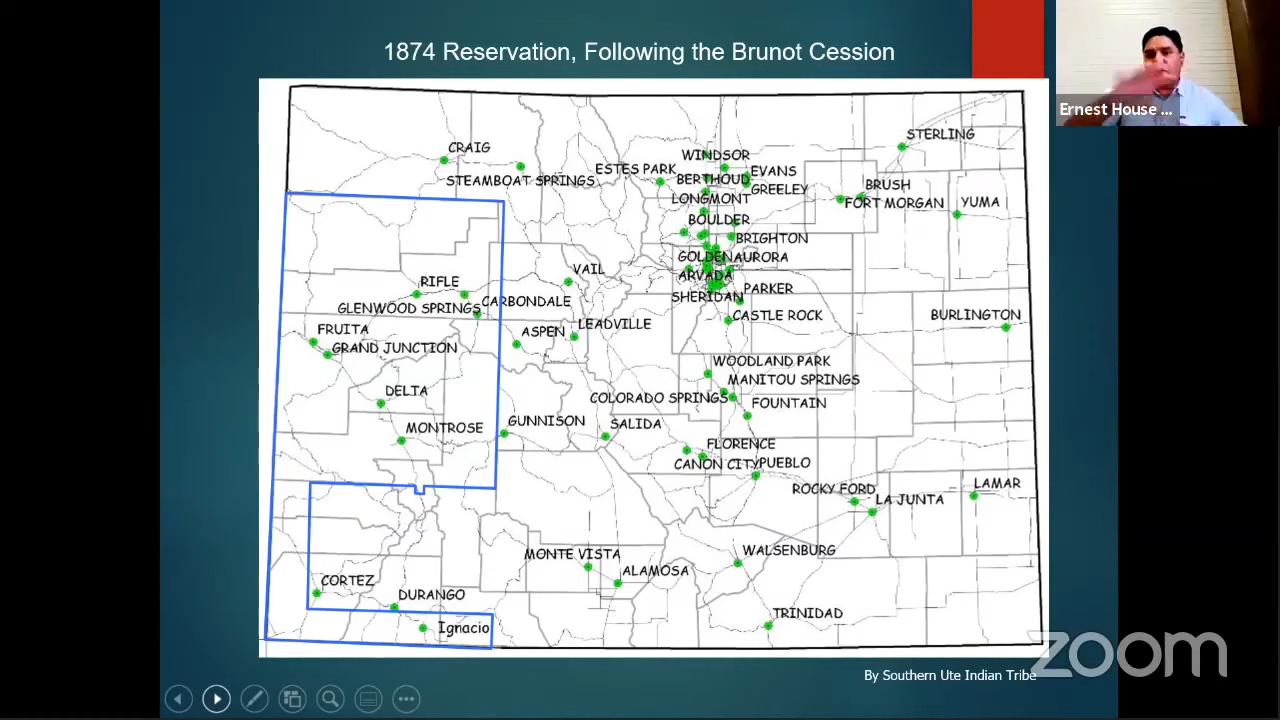 1874 Reservation, Following the Brunot Cession
Ernest House ...
STERLING
CRAIG
WINDSOR
ESTES PARK
EVANS
STEAMBOAT SPRINGS
BERTHOUD
GREELEY
BRUSH
LONGMONT
FORT MORGAN
YUMA
BOULDER
BRIGHTON
GOLDEN
AURORA
VAIL
ARVADA
RIFLE
PARKER
SHERIDAN
CARBONDALE
GLENWOOD SPRINGS
CASTLE ROCK
BURLINGTON
LEADVILLE
FRUITA
ASPEN
GRAND JUNCTION
WOODLAND PARK
MANITOU SPRINGS
DELTA
COLORADO SPRINGS
FOUNTAIN
GUNNISON
SALIDA
MONTROSE
FLORENCE
CANON CITY
PUEBLO
LAMAR
ROCKY FORD
LA JUNTA
MONTE VISTA
WALSENBURG
ALAMOSA
CORTEZ
DURANGO
TRINIDAD
Ignacio
zoom
By Southern Ute Indian Tribe